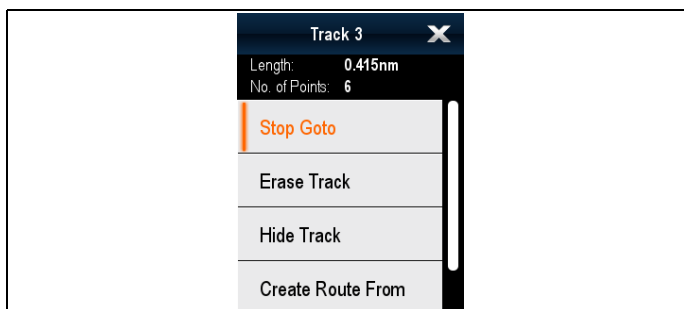 Track 3
Length: 0.415nm
No. of Points: 6
Stop Goto
Erase Track
Hide Track
Create Route From